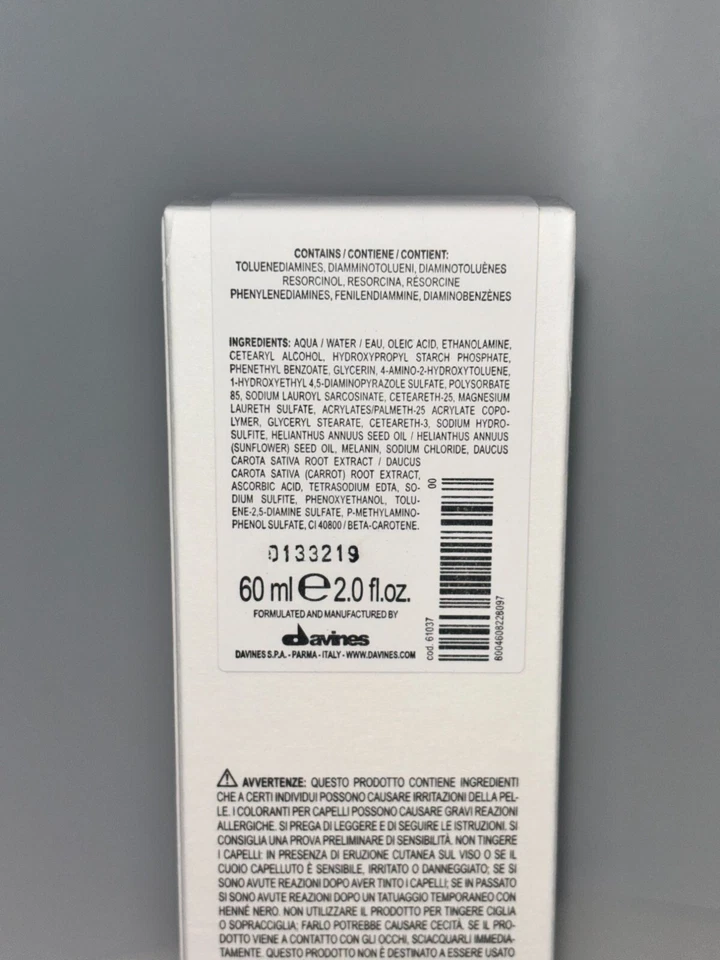 CONTAINS / CONTIENE / CONTIENT:
TOLUENEDIAMINES, DIAMMINOTOLUENI, DIAMINOTOLUÈNES
RESORCINOL, RESORCINA, RÉSORCINE
PHENYLENEDIAMINES, FENILENDIAMMINE, DIAMINOBENZÈNES
INGREDIENTS: AQUA / WATER / EAU, OLEIC ACID, ETHANOLAMINE,
CETEARYL ALCOHOL, HYDROXYPROPYL STARCH PHOSPHATE,
PHENETHYL BENZOATE, GLYCERIN, 4-AMINO-2-HYDROXYTOLUENE,
1-HYDROXYETHYL 4,5-DIAMINOPYRAZOLE SULFATE, POLYSORBATE
85, SODIUM LAUROYL SARCOSINATE, CETEARETH-25, MAGNESIUM
LAURETH SULFATE, ACRYLATES/PALMETH-25 ACRYLATE COPO-
LYMER, GLYCERYL STEARATE, CETEARETH-3, SODIUM HYDRO-
SULFITE, HELIANTHUS ANNUUS SEED OIL / HELIANTHUS ANNUUS
(SUNFLOWER) SEED OIL, MELANIN, SODIUM CHLORIDE, DAUCUS
CAROTA SATIVA ROOT EXTRACT / DAUCUS
CAROTA SATIVA (CARROT) ROOT EXTRACT,
ASCORBIC ACID, TETRASODIUM EDTA, SO-
DIUM SULFITE, PHENOXYETHANOL, TOLU-
ENE-2,5-DIAMINE SULFATE, P-METHYLAMINO-
PHENOL SULFATE, CI 40800 / BETA-CAROTENE.
0133219
60 ml e 2.0 fl.oz.
FORMULATED AND MANUFACTURED BY
davines
DAVINES S.P.A. - PARMA - ITALY - WWW.DAVINES.COM
00
cod. 61037
8004608228097
AVVERTENZE: QUESTO PRODOTTO CONTIENE INGREDIENTI
CHE A CERTI INDIVIDUI POSSONO CAUSARE IRRITAZIONI DELLA PEL-
LE. I COLORANTI PER CAPELLI POSSONO CAUSARE GRAVI REAZIONI
ALLERGICHE. SI PREGA DI LEGGERE E DI SEGUIRE LE ISTRUZIONI. SI
CONSIGLIA UNA PROVA PRELIMINARE DI SENSIBILITÀ. NON TINGERE
I CAPELLI: IN PRESENZA DI ERUZIONE CUTANEA SUL VISO O SE IL
CUOIO CAPELLUTO È SENSIBILE, IRRITATO O DANNEGGIATO; SE SI
SONO AVUTE REAZIONI DOPO AVER TINTO I CAPELLI; SE IN PASSATO
SI SONO AVUTE REAZIONI DOPO UN TATUAGGIO TEMPORANEO CON
HENNÉ NERO. NON UTILIZZARE IL PRODOTTO PER TINGERE CIGLIA
O SOPRACCIGLIA; FARLO POTREBBE CAUSARE CECITÀ. SE IL PRO-
DOTTO VIENE A CONTATTO CON GLI OCCHI, SCIACQUARLI IMMEDIA-
TAMENTE. QUESTO PRODOTTO NON È DESTINATO A ESSERE USATO